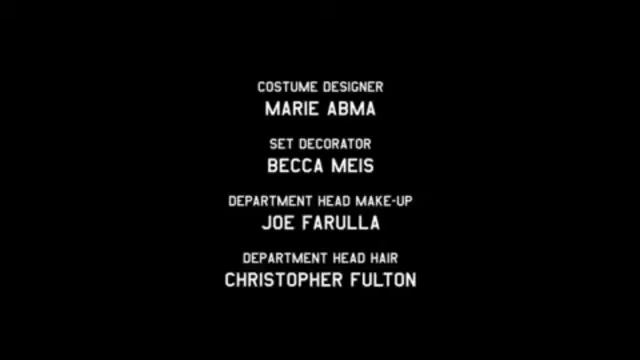 COSTUME DESIGNER
MARIE ABMA
SET DECORATOR
BECCA MEIS
DEPARTMENT HEAD MAKE-UP
JOE FARULLA
DEPARTMENT HEAD HAIR
CHRISTOPHER FULTON